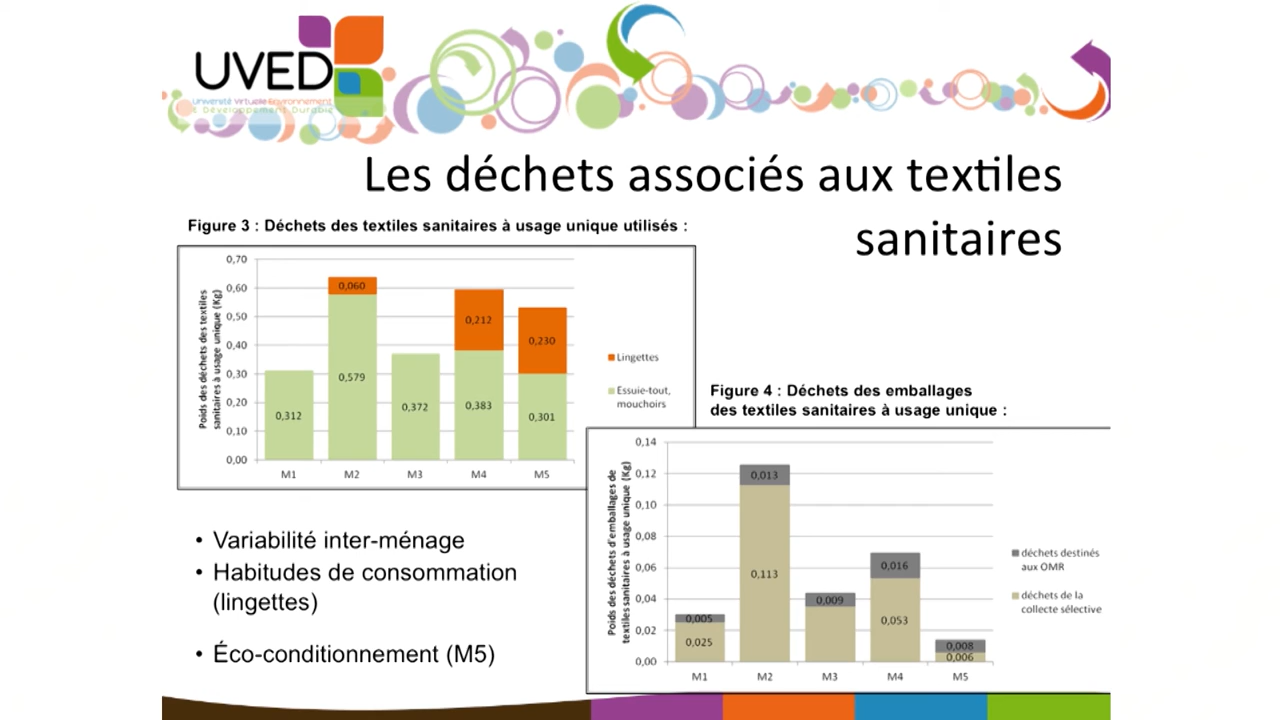 UVED
Université Virtuelle Environnement
& Développement Durable
Les déchets associés aux textiles
sanitaires
Figure 3 : Déchets des textiles sanitaires à usage unique utilisés :
Poids des déchets des textiles
sanitaires à usage unique (Kg)
0,70
0,60
0,50
0,40
0,30
0,20
0,10
0,00
0,312
0,060
0,579
0,372
0,212
0,383
0,230
0,301
M1 M2 M3 M4 M5
Lingettes
Essuie-tout,
mouchoirs
Figure 4 : Déchets des emballages
des textiles sanitaires à usage unique :
Poids des déchets d'emballages de
textiles sanitaires à usage unique (Kg)
0,14
0,12
0,10
0,08
0,06
0,04
0,02
0,00
0,005
0,025
0,013
0,113
0,009
0,016
0,053
0,008
0,006
M1 M2 M3 M4 M5
déchets destinés
aux OMR
déchets de la
collecte sélective
• Variabilité inter-ménage
• Habitudes de consommation
(lingettes)
• Éco-conditionnement (M5)